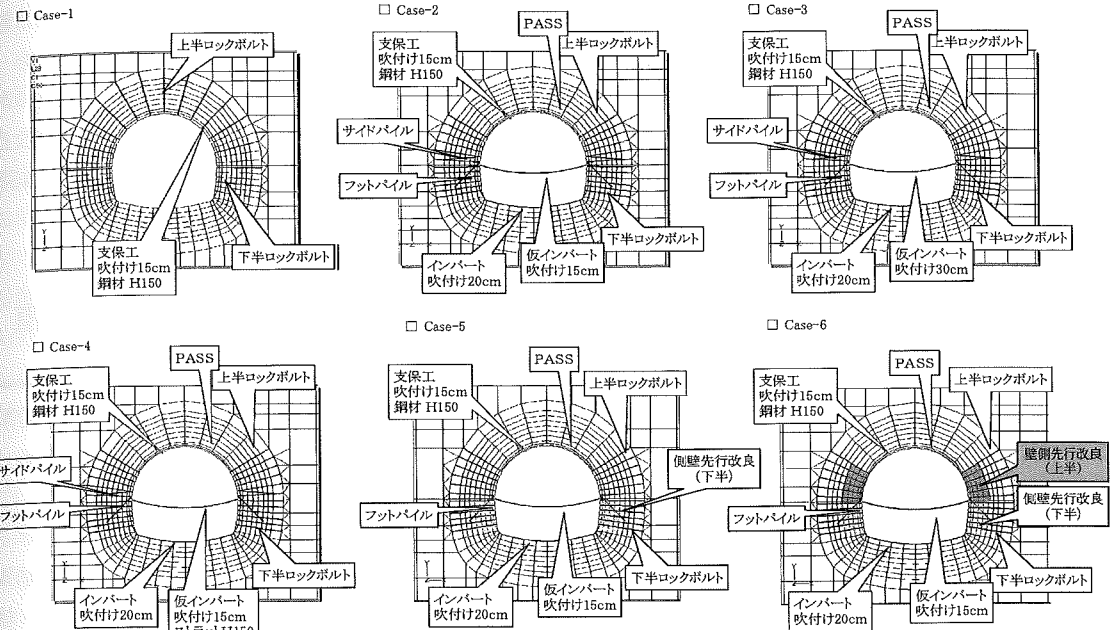 □ Case-1
上半ロックボルト
支保工
吹付け15cm
鋼材 H150
下半ロックボルト
□ Case-2
PASS
支保工
吹付け15cm
鋼材 H150
上半ロックボルト
サイドパイル
フットパイル
下半ロックボルト
インバート
吹付け20cm
仮インバート
吹付け15cm
□ Case-3
PASS
支保工
吹付け15cm
鋼材 H150
上半ロックボルト
サイドパイル
フットパイル
下半ロックボルト
インバート
吹付け20cm
仮インバート
吹付け30cm
□ Case-4
PASS
支保工
吹付け15cm
鋼材 H150
上半ロックボルト
サイドパイル
フットパイル
下半ロックボルト
インバート
吹付け20cm
仮インバート
吹付け15cm
□ Case-5
PASS
支保工
吹付け15cm
鋼材 H150
上半ロックボルト
側壁先行改良
(下半)
フットパイル
下半ロックボルト
インバート
吹付け20cm
仮インバート
吹付け15cm
□ Case-6
PASS
支保工
吹付け15cm
鋼材 H150
上半ロックボルト
壁側先行改良
(上半)
側壁先行改良
(下半)
フットパイル
下半ロックボルト
インバート
吹付け20cm
仮インバート
吹付け15cm